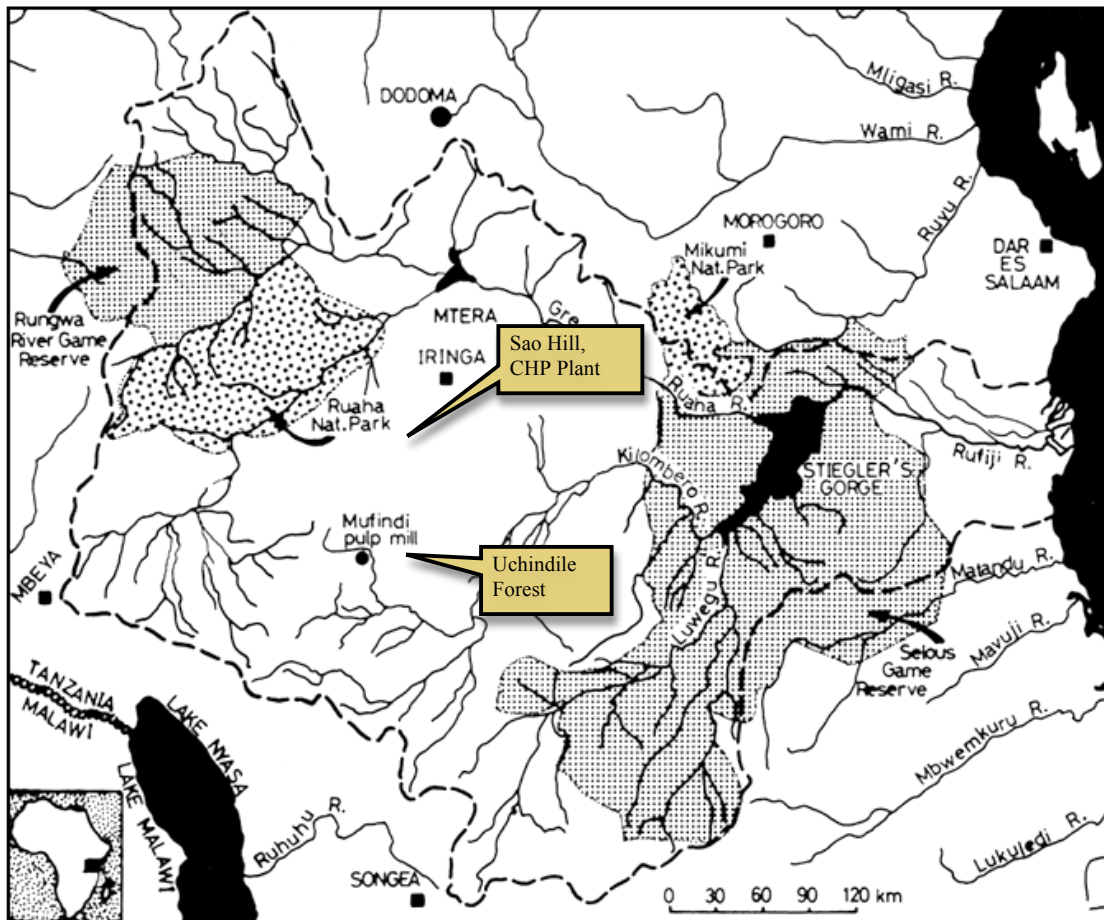 DODOMA
Mligasi R.
Wami R.
MOROGORO
Mikumi
Nat.Park
Ruvu R.
DAR
ES
SALAAM
Rungwa
River Game
Reserve
MTERA
Gre
Sao Hill,
CHP Plant
IRINGA
Ruaha R.
Ruaha
Nat.Park
Kilombero R.
STIEGLER'S
GORGE
Rufiji R.
Mufindi
pulp mill
Uchindile
Forest
MBEYA
Matandu R.
Luwegu R.
Selous
Game
Reserve
Mavuji R.
TANZANIA
MALAWI
LAKE NYASA
LAKE MALAWI
Mbwemkuru R.
Ruhuhu R.
Lukuledi R.
SONGEA
0 30 60 90 120 km